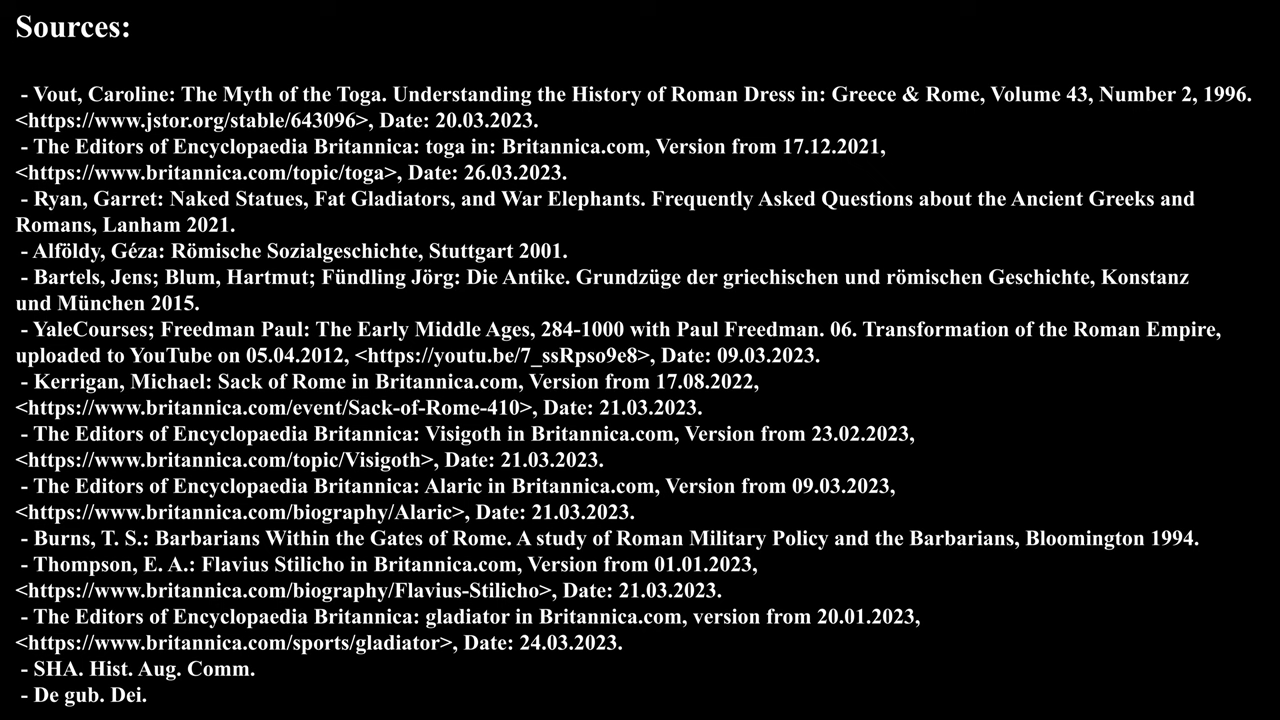 Sources:
- Vout, Caroline: The Myth of the Toga. Understanding the History of Roman Dress in: Greece & Rome, Volume 43, Number 2, 1996.
<https://www.jstor.org/stable/643096>, Date: 20.03.2023.
- The Editors of Encyclopaedia Britannica: toga in: Britannica.com, Version from 17.12.2021,
<https://www.britannica.com/topic/toga>, Date: 26.03.2023.
- Ryan, Garret: Naked Statues, Fat Gladiators, and War Elephants. Frequently Asked Questions about the Ancient Greeks and
Romans, Lanham 2021.
- Alföldy, Géza: Römische Sozialgeschichte, Stuttgart 2001.
- Bartels, Jens; Blum, Hartmut; Fündling Jörg: Die Antike. Grundzüge der griechischen und römischen Geschichte, Konstanz
und München 2015.
- YaleCourses; Freedman Paul: The Early Middle Ages, 284-1000 with Paul Freedman. 06. Transformation of the Roman Empire,
uploaded to YouTube on 05.04.2012, <https://youtu.be/7_ssRpso9e8>, Date: 09.03.2023.
- Kerrigan, Michael: Sack of Rome in Britannica.com, Version from 17.08.2022,
<https://www.britannica.com/event/Sack-of-Rome-410>, Date: 21.03.2023.
- The Editors of Encyclopaedia Britannica: Visigoth in Britannica.com, Version from 23.02.2023,
<https://www.britannica.com/topic/Visigoth>, Date: 21.03.2023.
- The Editors of Encyclopaedia Britannica: Alaric in Britannica.com, Version from 09.03.2023,
<https://www.britannica.com/biography/Alaric>, Date: 21.03.2023.
- Burns, T. S.: Barbarians Within the Gates of Rome. A study of Roman Military Policy and the Barbarians, Bloomington 1994.
- Thompson, E. A.: Flavius Stilicho in Britannica.com, Version from 01.01.2023,
<https://www.britannica.com/biography/Flavius-Stilicho>, Date: 21.03.2023.
- The Editors of Encyclopaedia Britannica: gladiator in Britannica.com, version from 20.01.2023,
<https://www.britannica.com/sports/gladiator>, Date: 24.03.2023.
- SHA. Hist. Aug. Comm.
- De gub. Dei.